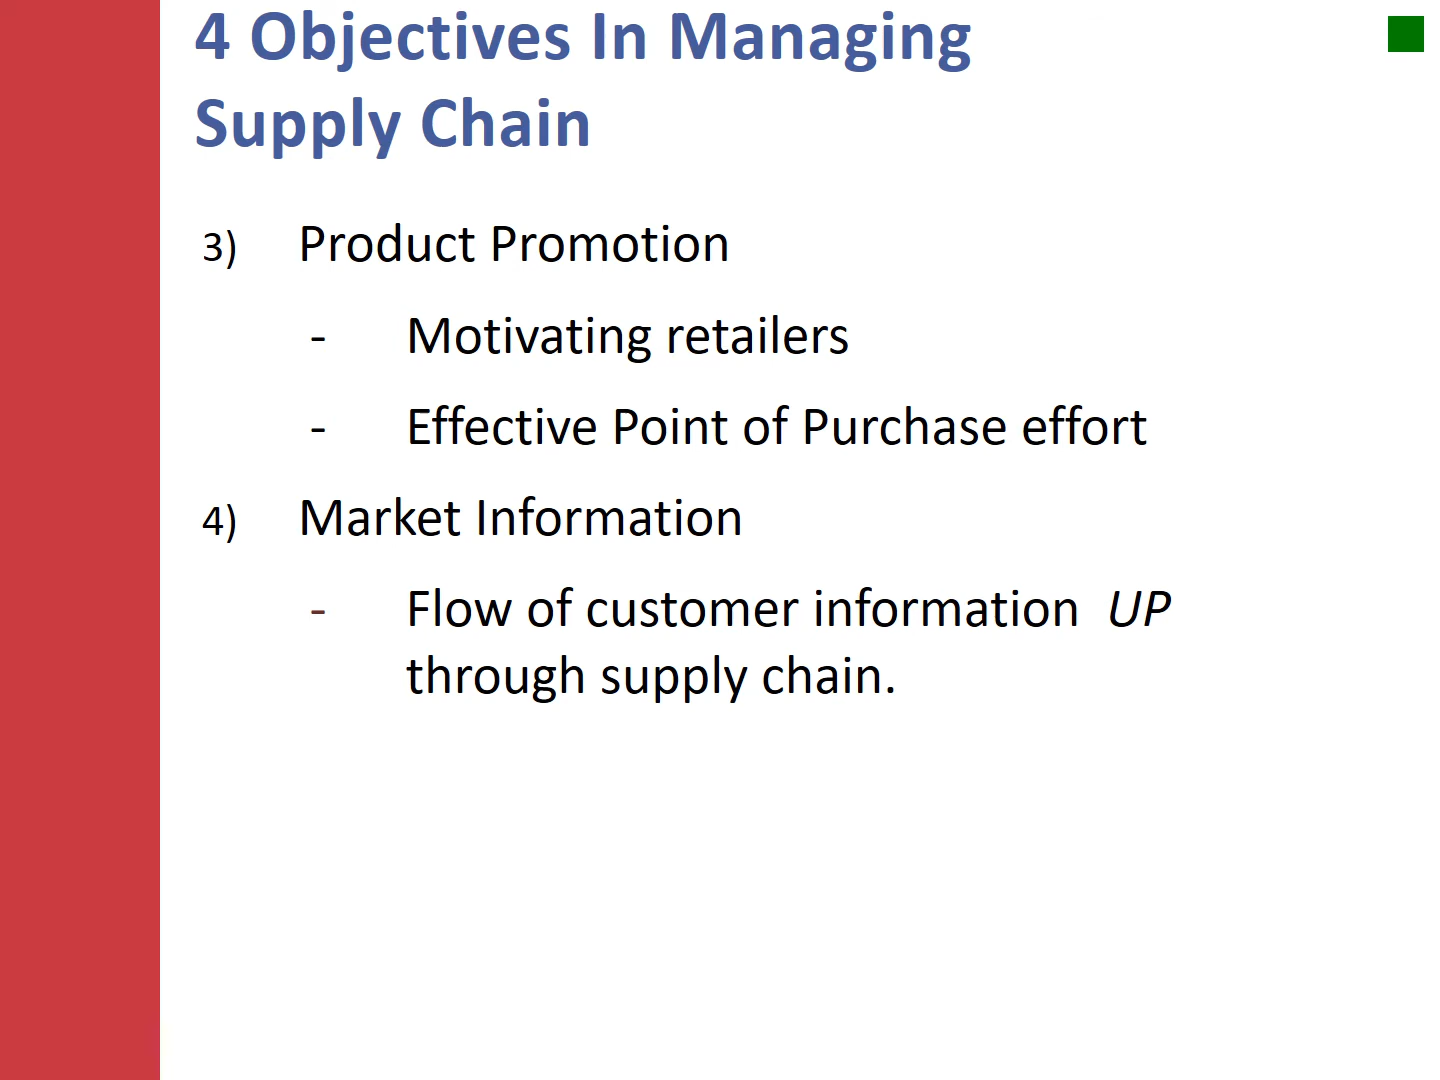 4 Objectives In Managing
Supply Chain
3) Product Promotion
- Motivating retailers
- Effective Point of Purchase effort
4) Market Information
- Flow of customer information UP
through supply chain.